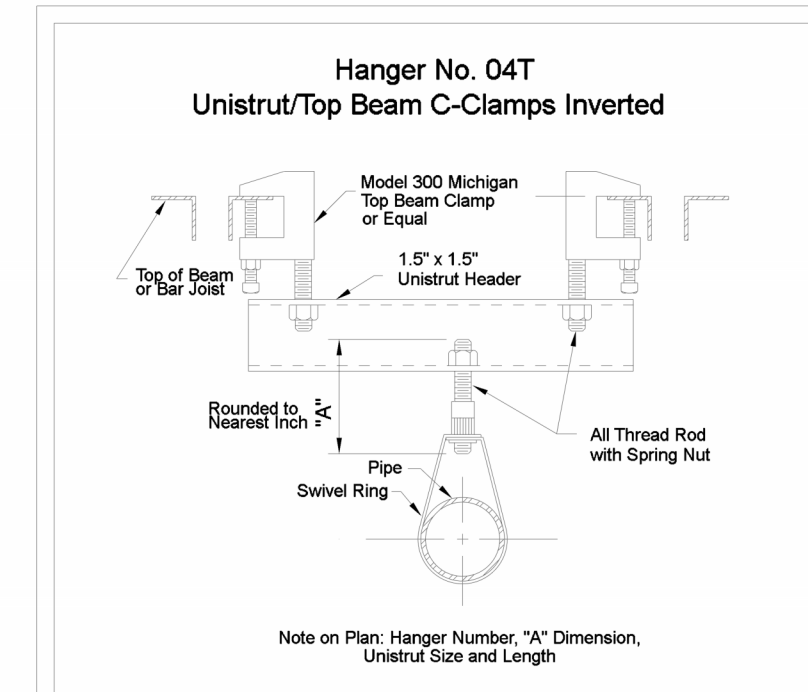 Hanger No. 04T
Unistrut/Top Beam C-Clamps Inverted
Model 300 Michigan
Top Beam Clamp
or Equal
1.5" x 1.5"
Unistrut Header
Top of Beam
or Bar Joist
Rounded to
Nearest Inch
"A"
All Thread Rod
with Spring Nut
Pipe
Swivel Ring
Note on Plan: Hanger Number, "A" Dimension,
Unistrut Size and Length